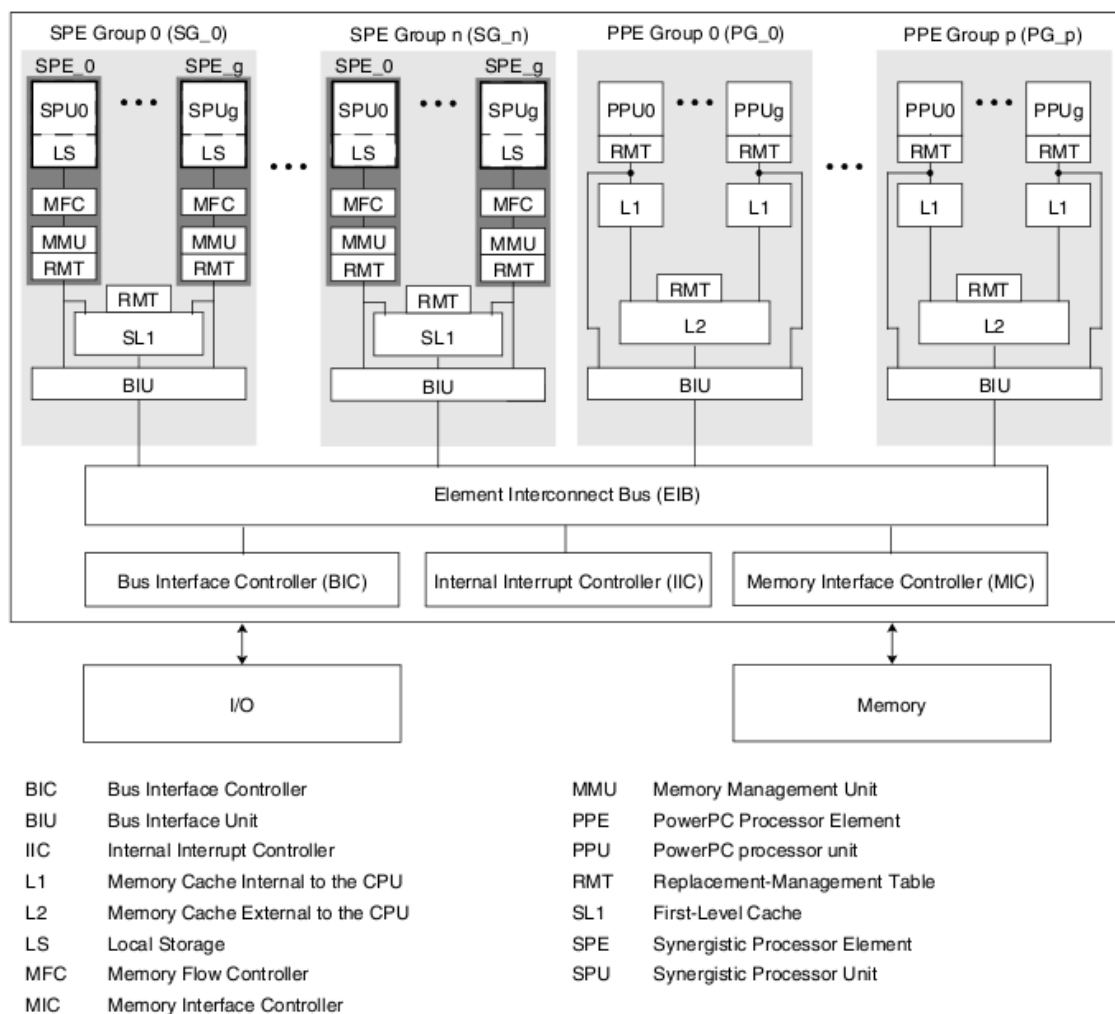 SPE Group 0 (SG_0)
SPE Group n (SG_n)
PPE Group 0 (PG_0)
PPE Group p (PG_p)
SPE_0
SPE_g
SPE_0
SPE_g
SPU0
SPUg
SPU0
SPUg
PPU0
PPUg
PPU0
PPUg
LS
LS
LS
LS
RMT
RMT
RMT
RMT
MFC
MFC
MFC
MFC
L1
L1
L1
L1
MMU
MMU
MMU
MMU
RMT
RMT
RMT
RMT
RMT
RMT
RMT
RMT
SL1
SL1
L2
L2
BIU
BIU
BIU
BIU
Element Interconnect Bus (EIB)
Bus Interface Controller (BIC)
Internal Interrupt Controller (IIC)
Memory Interface Controller (MIC)
I/O
Memory
BIC Bus Interface Controller
BIU Bus Interface Unit
IIC Internal Interrupt Controller
L1 Memory Cache Internal to the CPU
L2 Memory Cache External to the CPU
LS Local Storage
MFC Memory Flow Controller
MIC Memory Interface Controller
MMU Memory Management Unit
PPE PowerPC Processor Element
PPU PowerPC processor unit
RMT Replacement-Management Table
SL1 First-Level Cache
SPE Synergistic Processor Element
SPU Synergistic Processor Unit